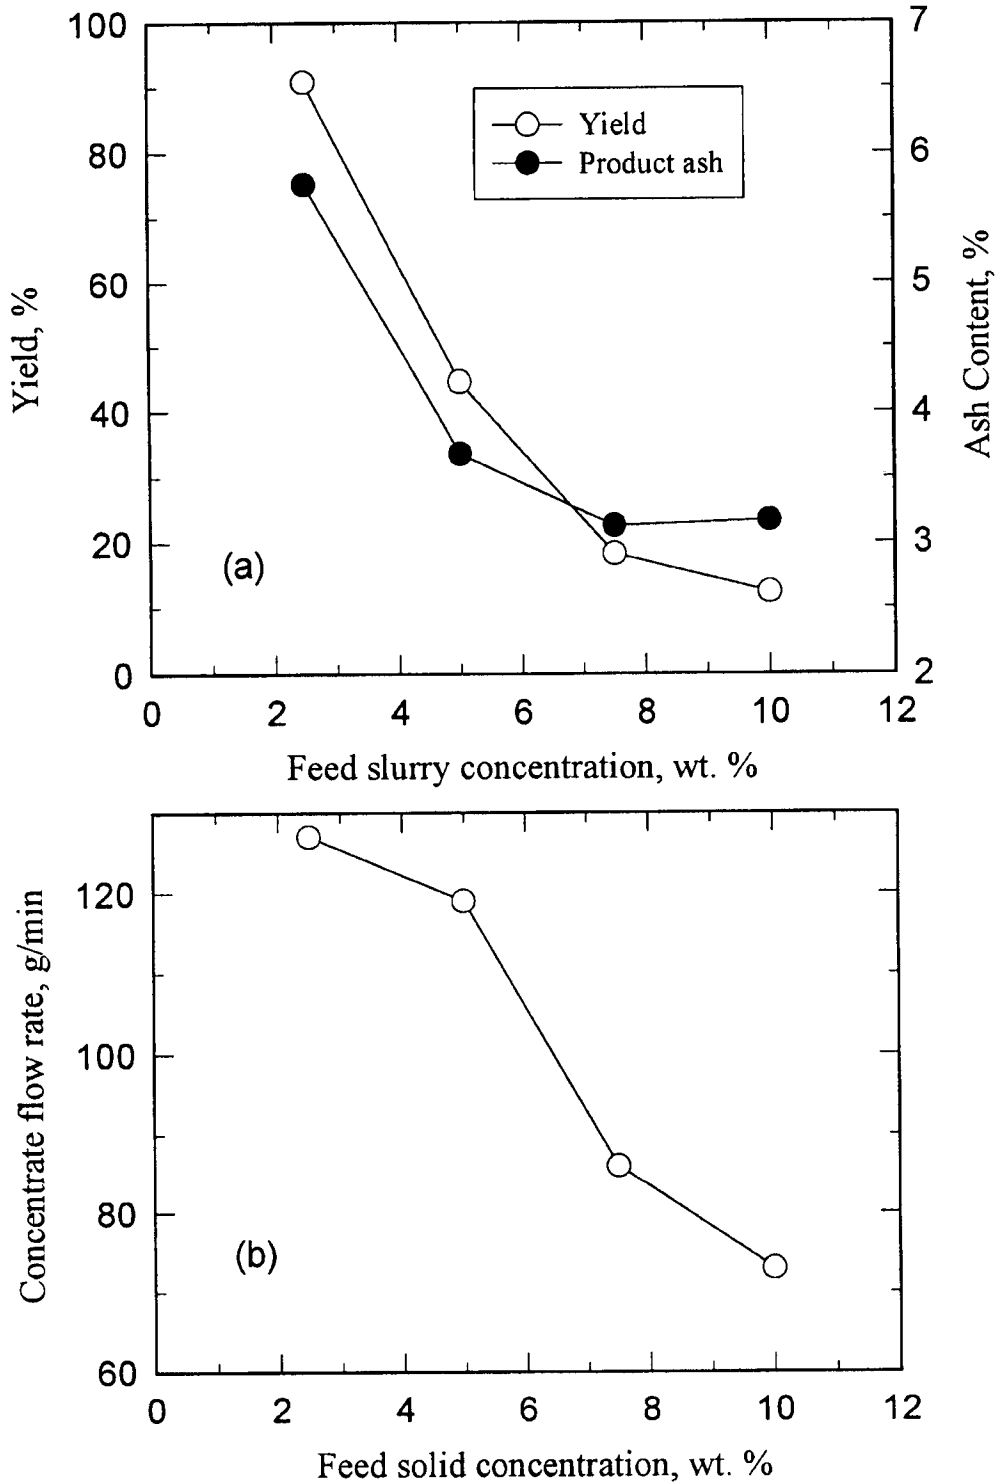 100
80
60
40
20
0
Yield, %
7
6
5
4
3
2
Ash Content, %
Yield
Product ash
(a)
0 2 4 6 8 10 12
Feed slurry concentration, wt. %
120
100
80
60
Concentrate flow rate, g/min
(b)
0 2 4 6 8 10 12
Feed solid concentration, wt. %